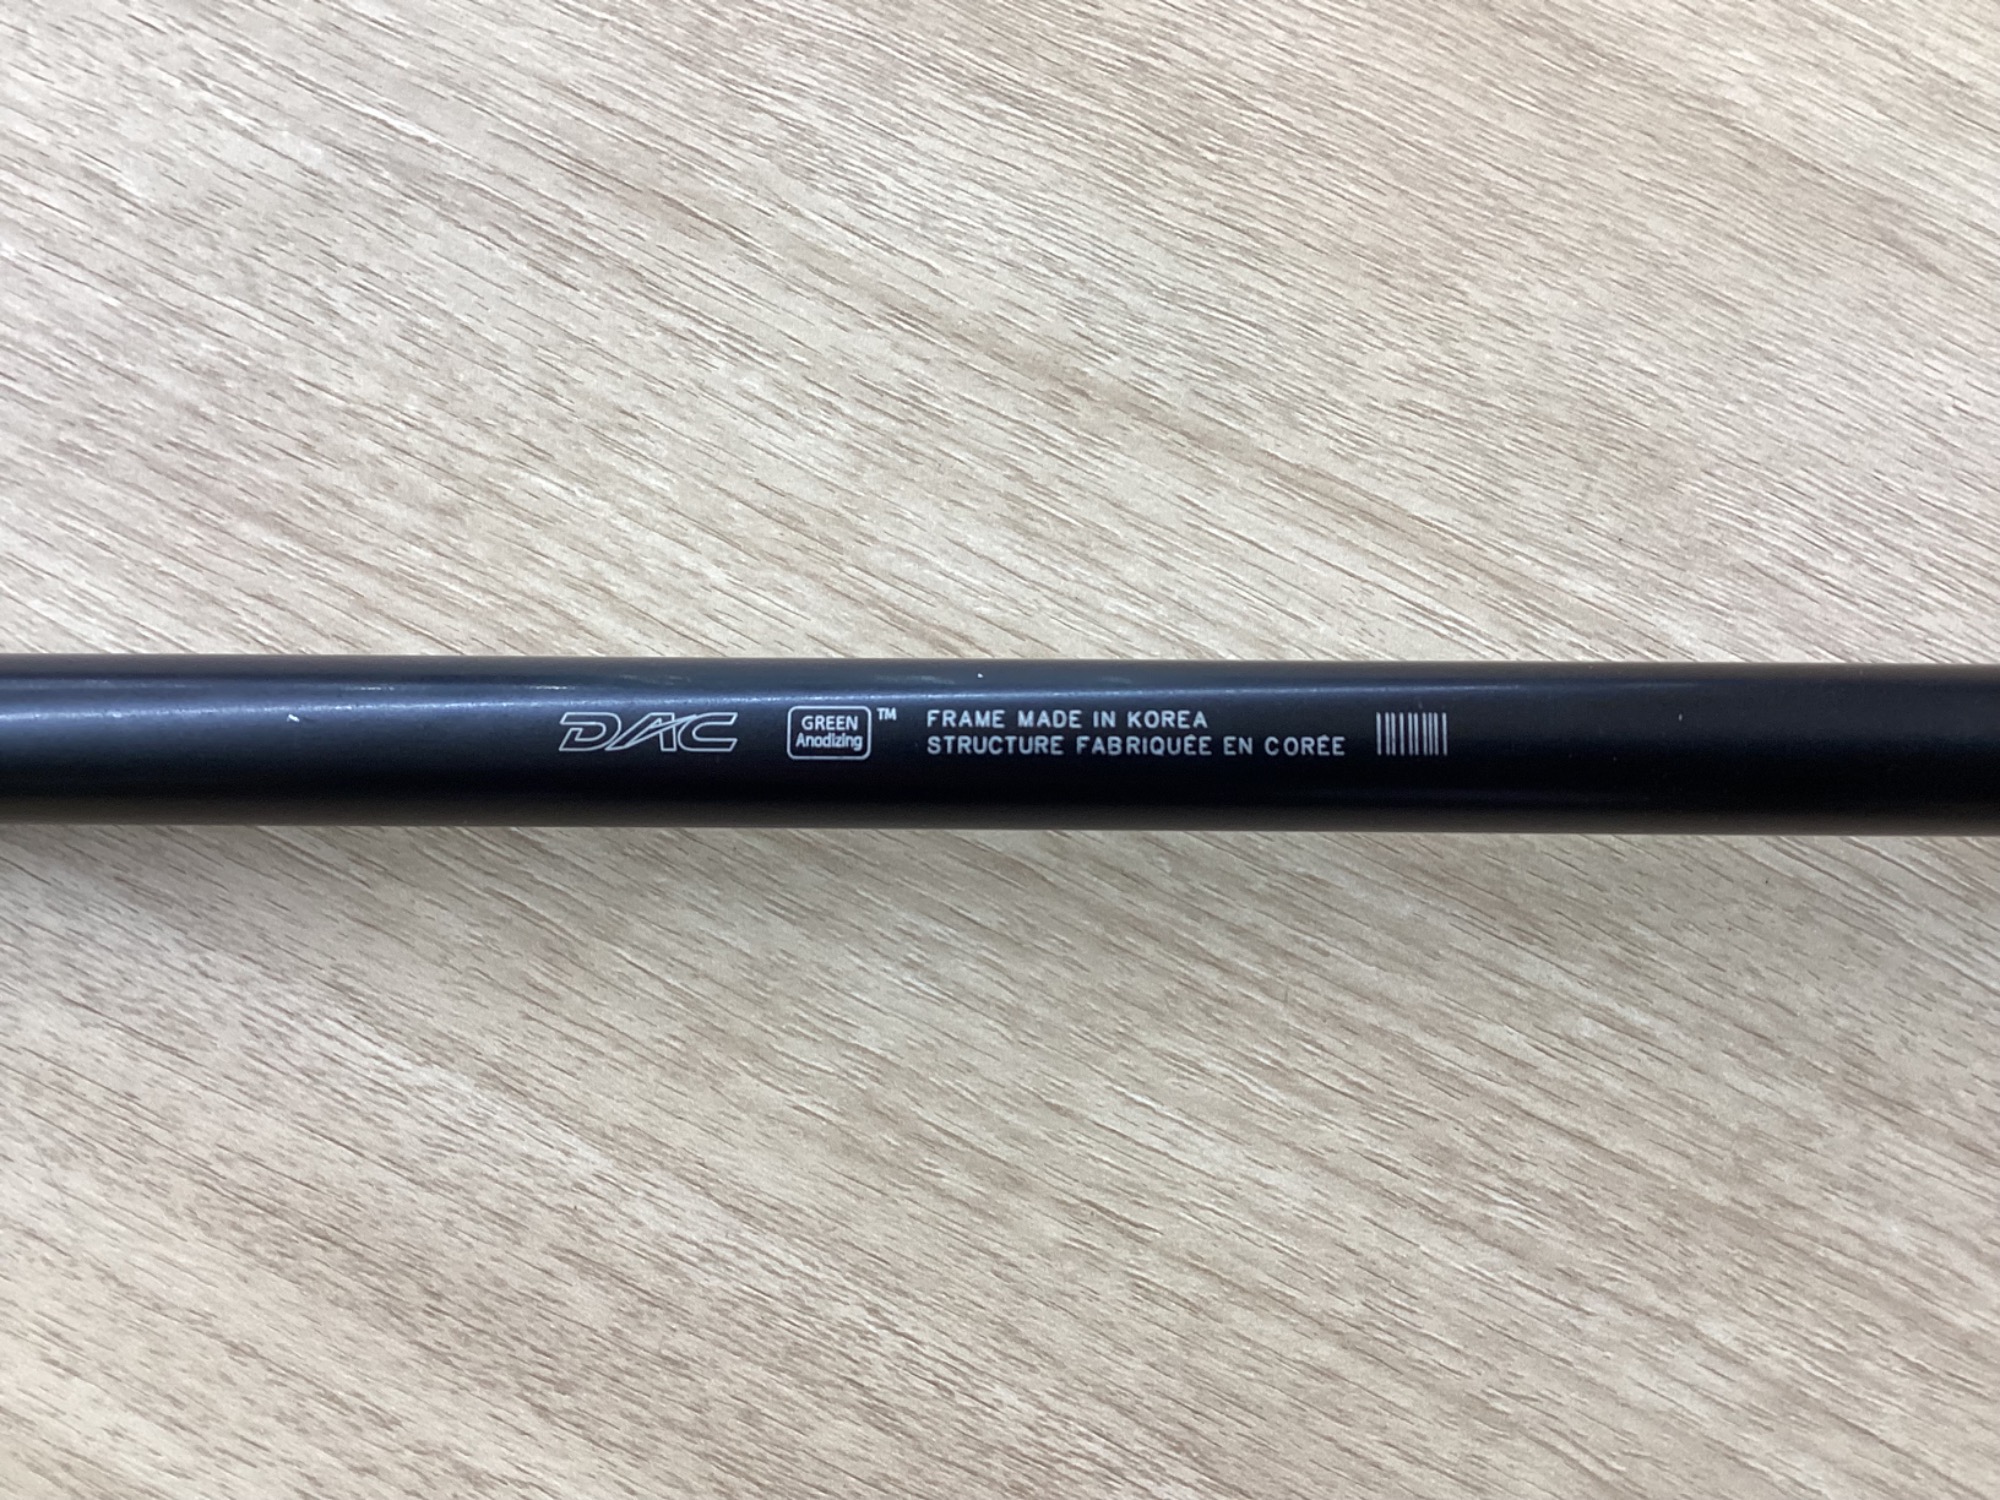 DAC
GREEN
Anodizing
™
FRAME MADE IN KOREA
STRUCTURE FABRIQUÉE EN CORÉE